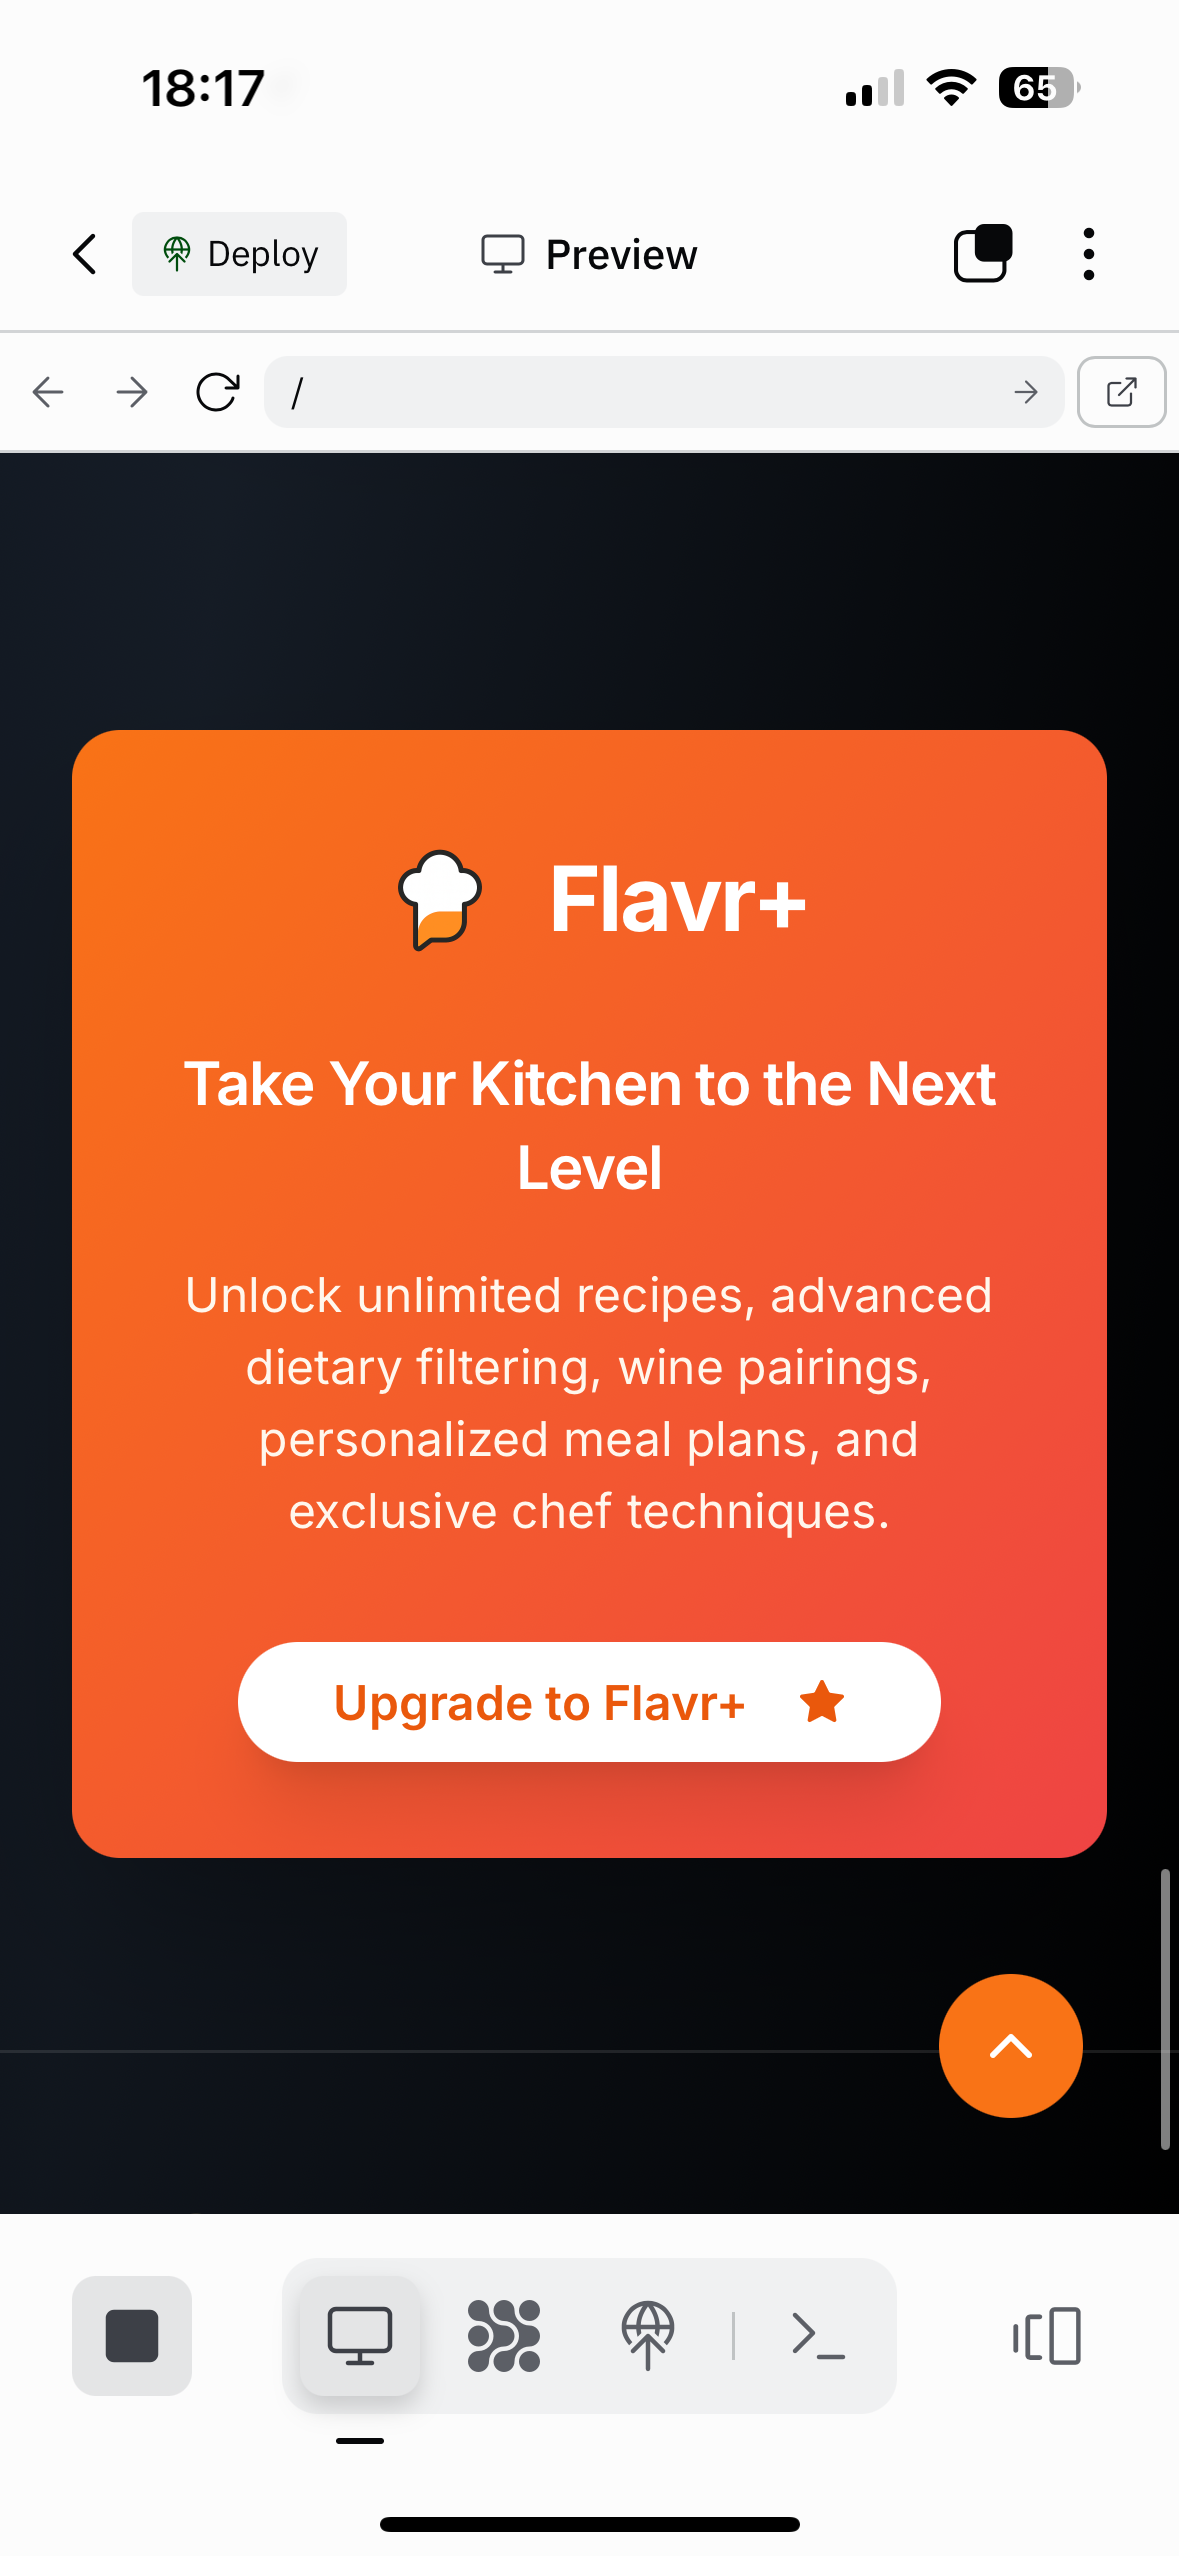 18:17
65
Deploy
Preview
/
Flavr+
Take Your Kitchen to the Next
Level
Unlock unlimited recipes, advanced
dietary filtering, wine pairings,
personalized meal plans, and
exclusive chef techniques.
Upgrade to Flavr+